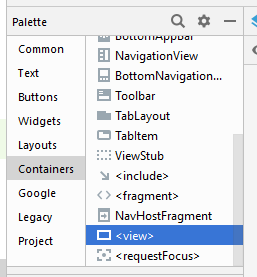 Palette
Common
Text
Buttons
Widgets
Layouts
Containers
Google
Legacy
Project
BottomAppBar
NavigationView
BottomNavigation...
Toolbar
TabLayout
TabItem
ViewStub
<include>
<fragment>
NavHostFragment
<view>
<requestFocus>